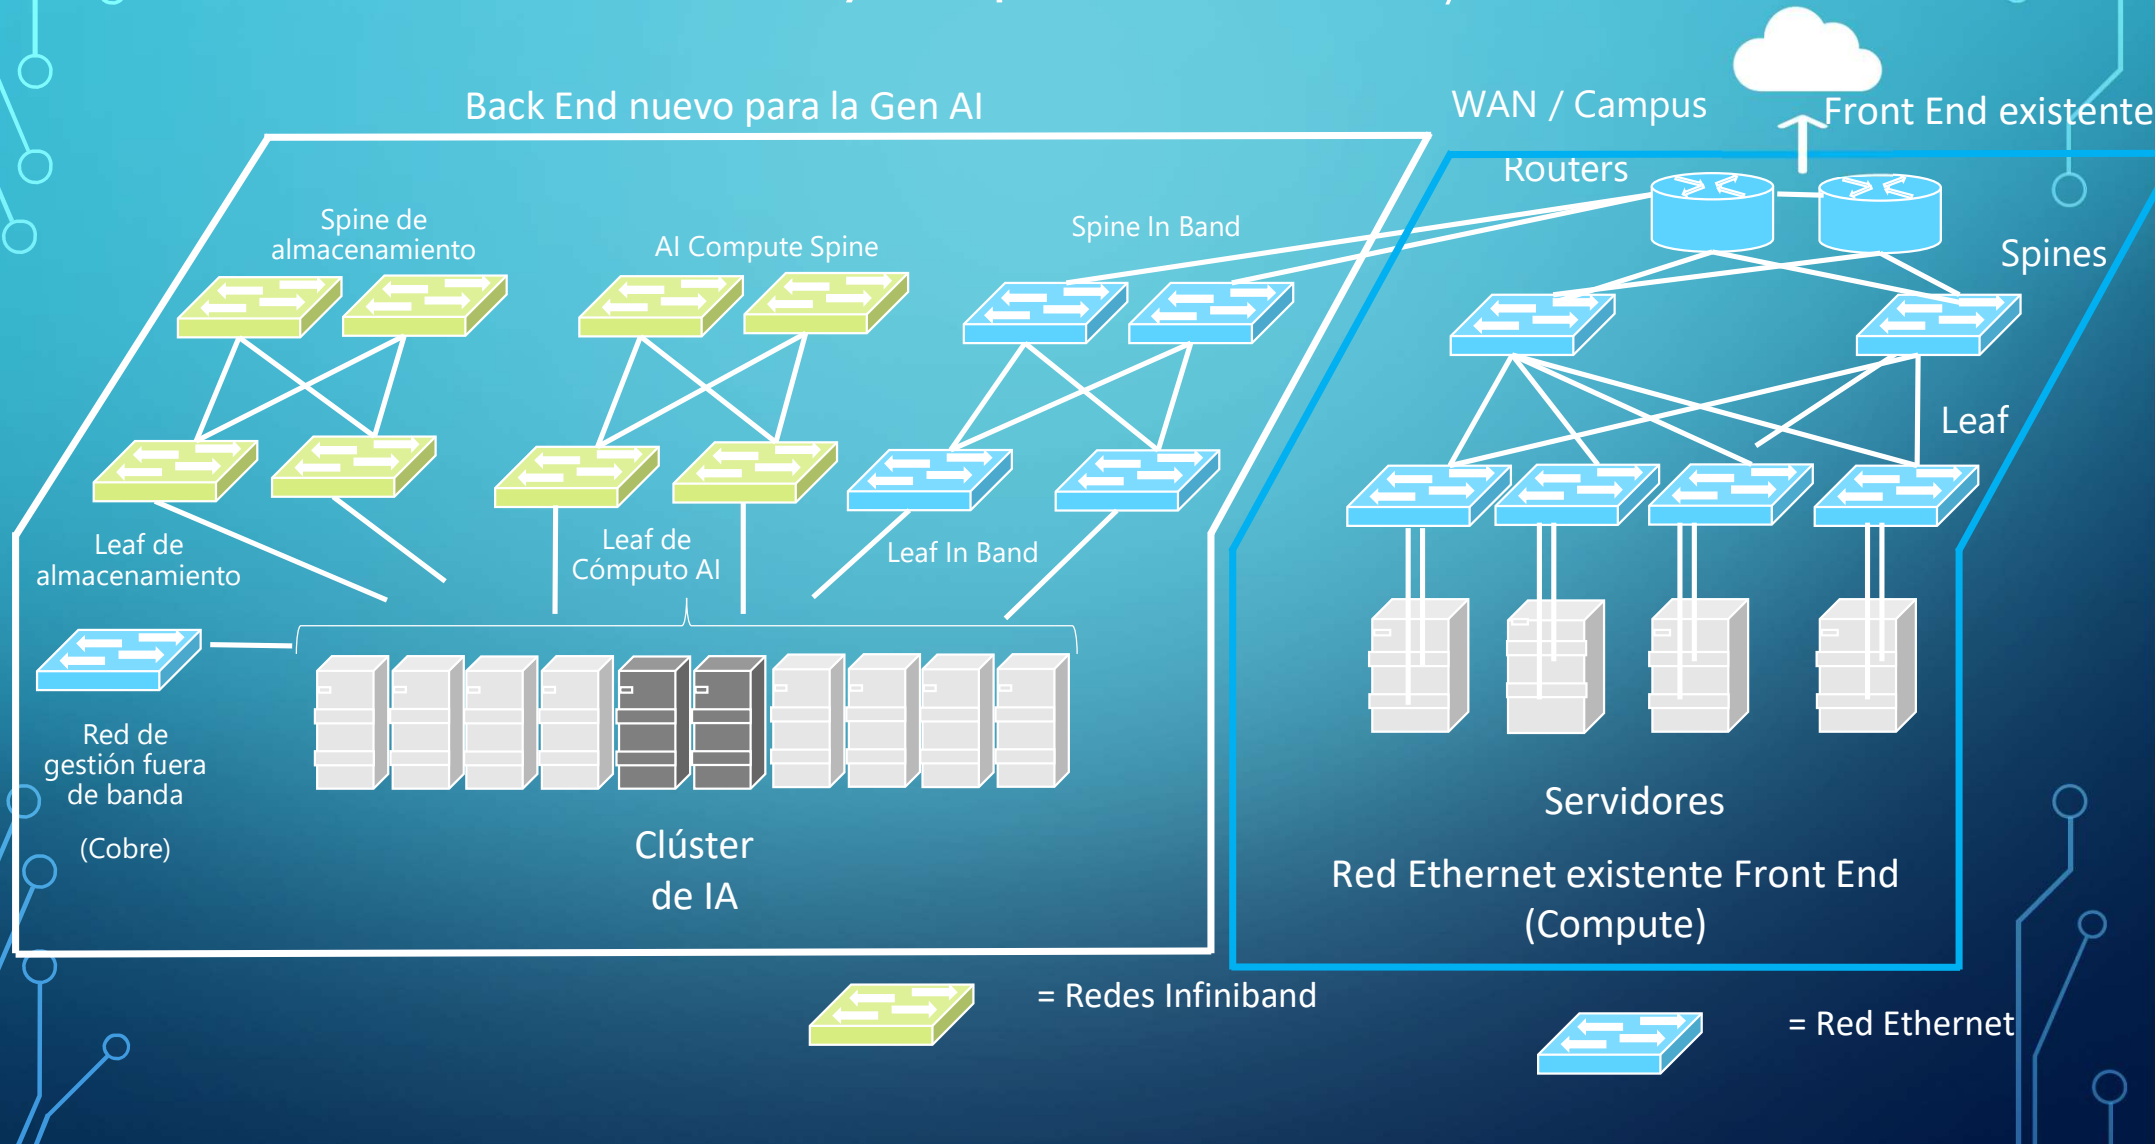 Back End nuevo para la Gen AI
WAN / Campus
Front End existente
Routers
Spine de
almacenamiento
AI Compute Spine
Spine In Band
Spines
Leaf
Leaf de
almacenamiento
Leaf de
Cómputo AI
Leaf In Band
Red de
gestión fuera
de banda
(Cobre)
Clúster
de IA
Servidores
Red Ethernet existente Front End
(Compute)
= Redes Infiniband
= Red Ethernet